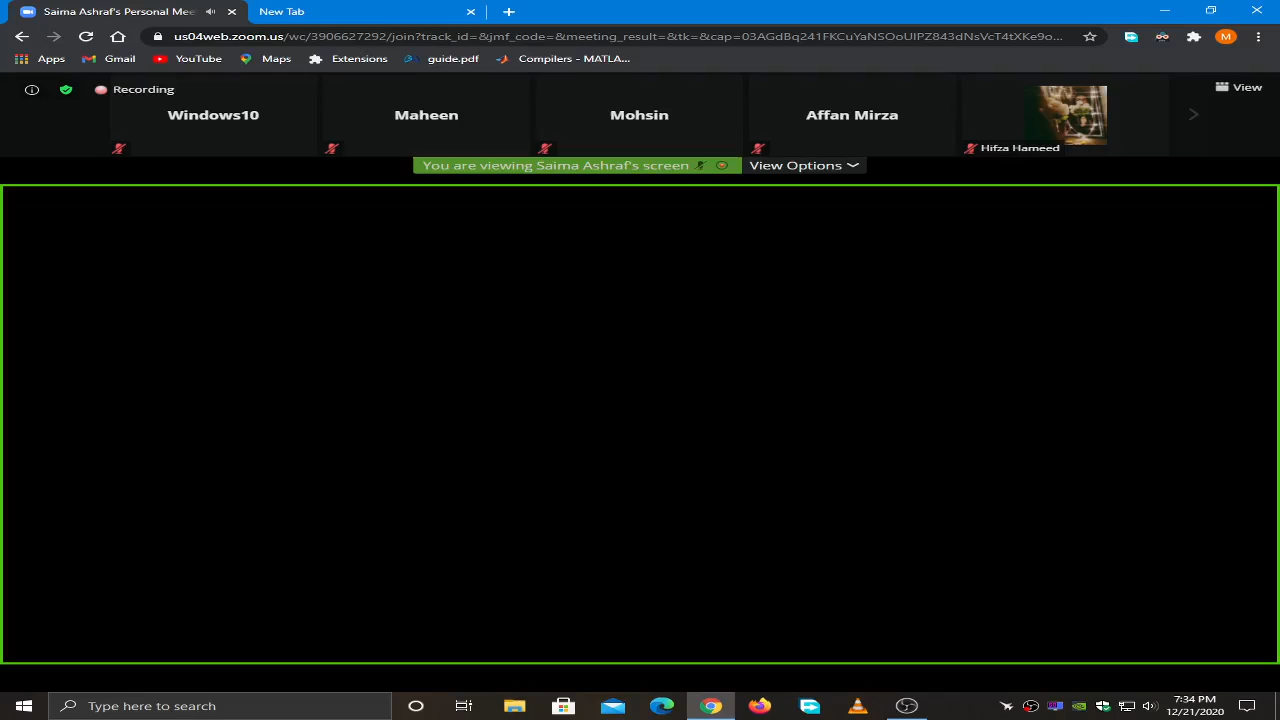 Saima Ashraf's Personal Mee
New Tab
us04web.zoom.us/wc/3906627292/join?track_id=&jmf_code=&meeting_result=&tk=&cap=03AGdBq241FKCuYaNSOoUIPZ843dNsVcT4tXKe9o...
M
Apps
Gmail
YouTube
Maps
Extensions
guide.pdf
Compilers - MATLA...
Recording
Windows10
Maheen
Mohsin
Affan Mirza
Hifza Hameed
View
You are viewing Saima Ashraf's screen
View Options
Type here to search
7:34 PM
12/21/2020